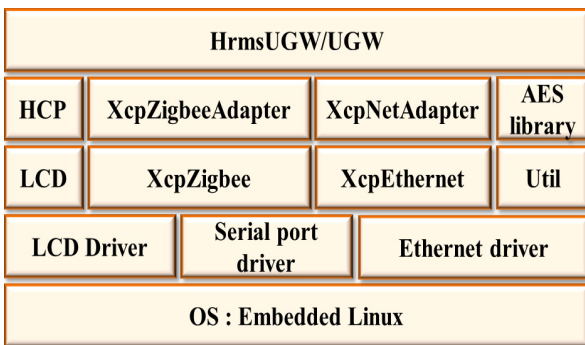 HrmsUGW/UGW
HCP
XcpZigbeeAdapter
XcpNetAdapter
AES
library
LCD
XcpZigbee
XcpEthernet
Util
LCD Driver
Serial port
driver
Ethernet driver
OS : Embedded Linux